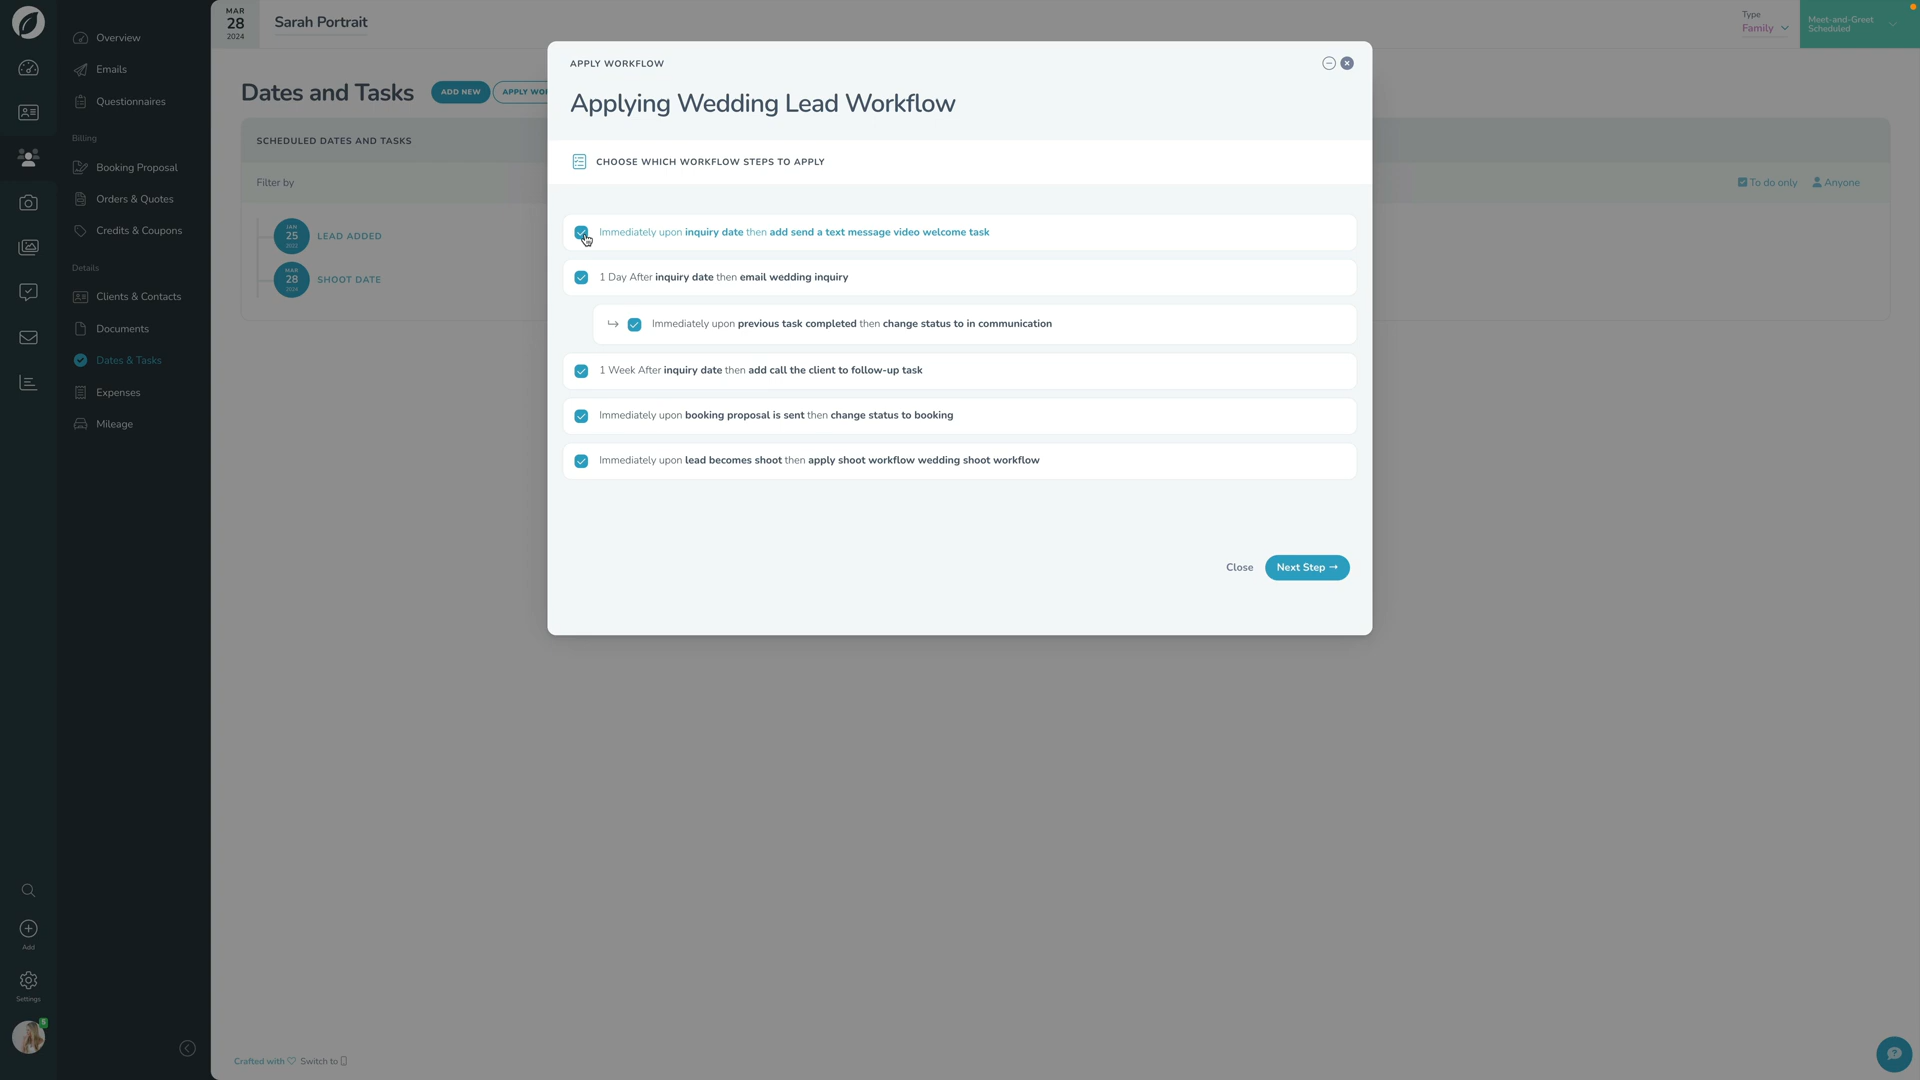 MAR
28
2024
Sarah Portrait
Type
Family
Meet-and-Greet
Scheduled
Overview
Emails
Questionnaires
Billing
Booking Proposal
Orders & Quotes
Credits & Coupons
Details
Clients & Contacts
Documents
Dates & Tasks
Expenses
Mileage
Add
Settings
5
Dates and Tasks
ADD NEW
APPLY WO
SCHEDULED DATES AND TASKS
Filter by
To do only
Anyone
JAN
25
2022
LEAD ADDED
MAR
28
2024
SHOOT DATE
APPLY WORKFLOW
Applying Wedding Lead Workflow
CHOOSE WHICH WORKFLOW STEPS TO APPLY
Immediately upon inquiry date then add send a text message video welcome task
1 Day After inquiry date then email wedding inquiry
Immediately upon previous task completed then change status to in communication
1 Week After inquiry date then add call the client to follow-up task
Immediately upon booking proposal is sent then change status to booking
Immediately upon lead becomes shoot then apply shoot workflow wedding shoot workflow
Close
Next Step →
Crafted with ♡ Switch to